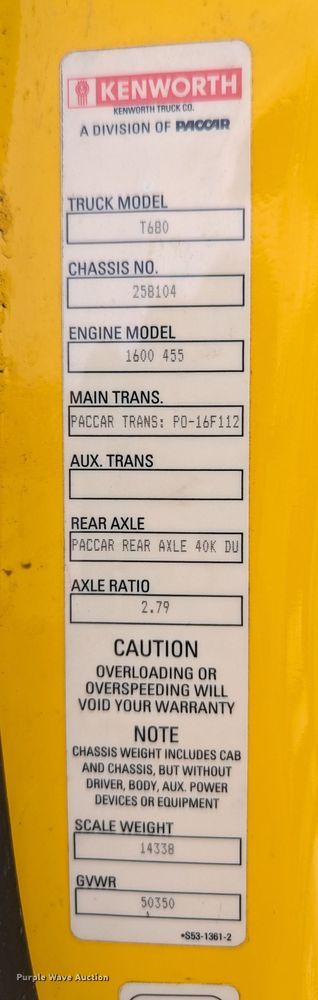 KENWORTH
KENWORTH TRUCK CO.
A DIVISION OF PACCAR
TRUCK MODEL
T680
CHASSIS NO.
258104
ENGINE MODEL
1600 455
MAIN TRANS.
PACCAR TRANS: PO-16F112
AUX. TRANS
REAR AXLE
PACCAR REAR AXLE 40K DU
AXLE RATIO
2.79
CAUTION
OVERLOADING OR
OVERSPEEDING WILL
VOID YOUR WARRANTY
NOTE
CHASSIS WEIGHT INCLUDES CAB
AND CHASSIS, BUT WITHOUT
DRIVER, BODY, AUX. POWER
DEVICES OR EQUIPMENT
SCALE WEIGHT
14338
GVWR
50350
*S53-1361-2
Purple Wave Auction